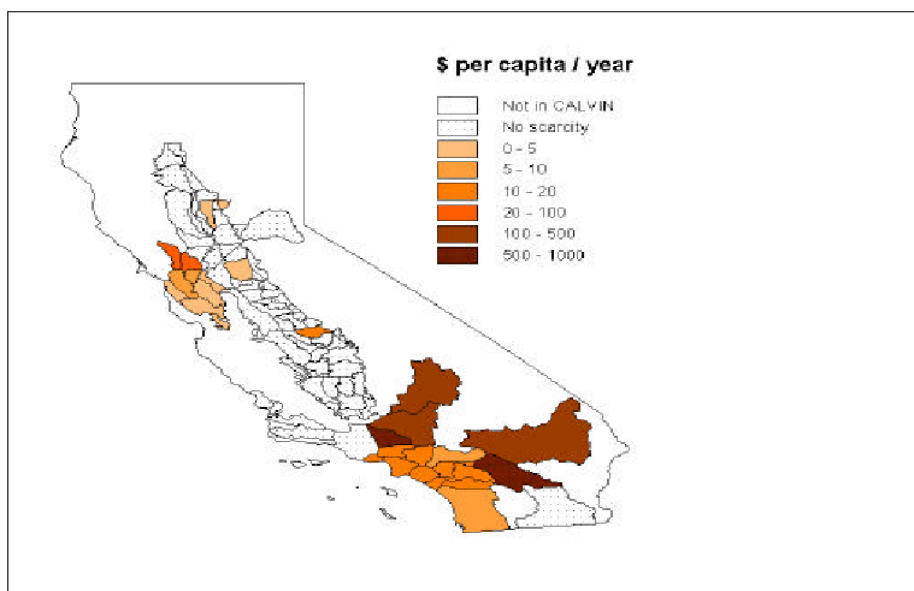 $ per capita / year
Not in CALVIN
No scarcity
0 - 5
5 - 10
10 - 20
20 - 100
100 - 500
500 - 1000